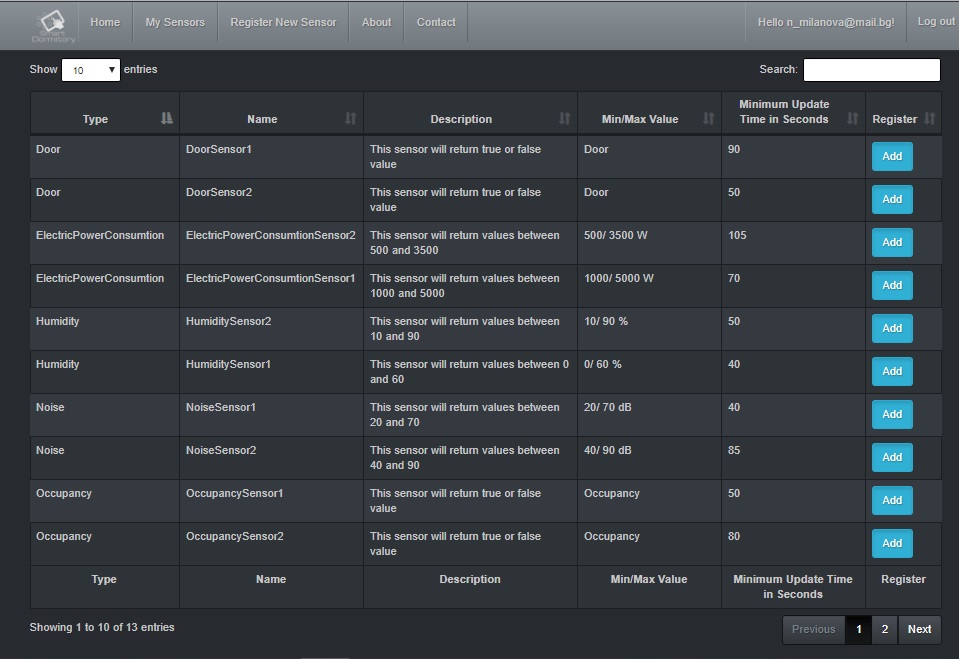 Smart
Dormitory
Home My Sensors Register New Sensor About Contact Hello n_milanova@mail.bg! Log out
Show 10 entries Search:
Type Name Description Min/Max Value Minimum Update
Time in Seconds Register
Door DoorSensor1 This sensor will return true or false
value Door 90 Add
Door DoorSensor2 This sensor will return true or false
value Door 50 Add
ElectricPowerConsumtion ElectricPowerConsumtionSensor2 This sensor will return values between
500 and 3500 500/ 3500 W 105 Add
ElectricPowerConsumtion ElectricPowerConsumtionSensor1 This sensor will return values between
1000 and 5000 1000/ 5000 W 70 Add
Humidity HumiditySensor2 This sensor will return values between
10 and 90 10/ 90 % 50 Add
Humidity HumiditySensor1 This sensor will return values between 0
and 60 0/ 60 % 40 Add
Noise NoiseSensor1 This sensor will return values between
20 and 70 20/ 70 dB 40 Add
Noise NoiseSensor2 This sensor will return values between
40 and 90 40/ 90 dB 85 Add
Occupancy OccupancySensor1 This sensor will return true or false
value Occupancy 50 Add
Occupancy OccupancySensor2 This sensor will return true or false
value Occupancy 80 Add
Type Name Description Min/Max Value Minimum Update Time
in Seconds Register
Showing 1 to 10 of 13 entries Previous 1 2 Next